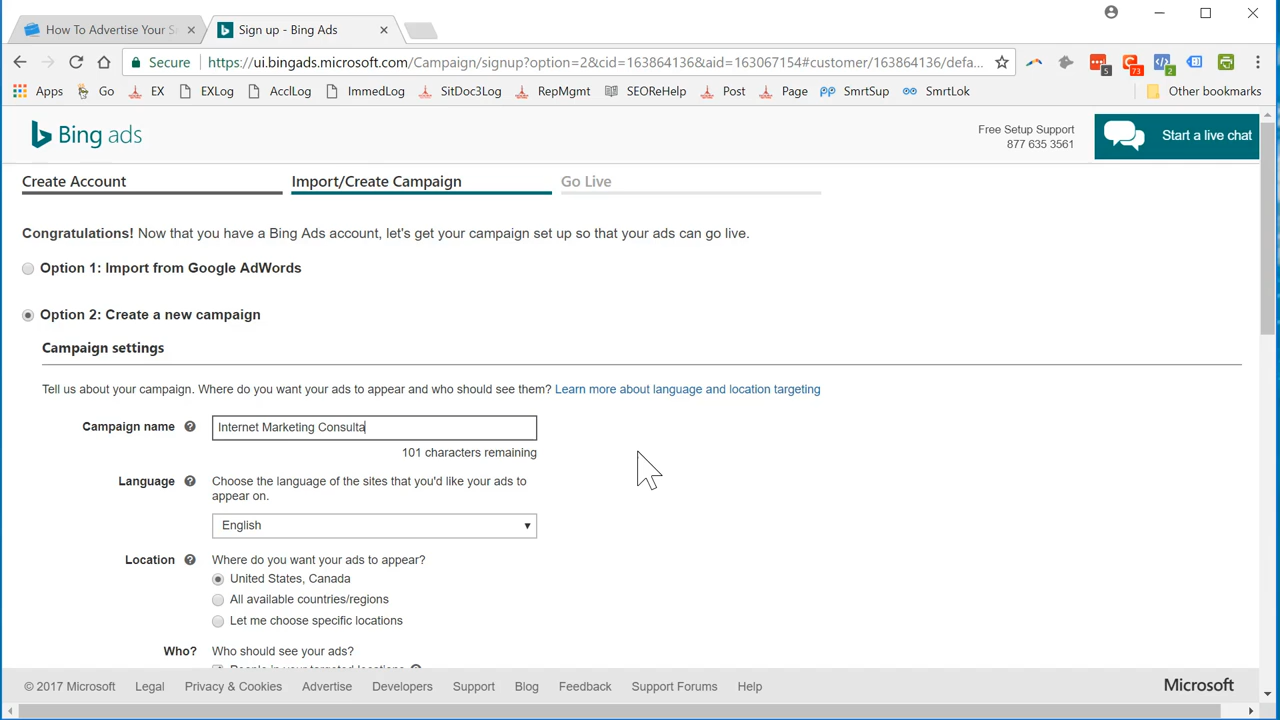 How To Advertise Your S
Sign up - Bing Ads
Secure https://ui.bingads.microsoft.com/Campaign/signup?option=2&cid=163864136&aid=163067154#customer/163864136/defa...
5 73 2
Apps Go EX EXLog AcclLog ImmedLog SitDoc3Log RepMgmt SEOReHelp Post Page SmrtSup SmrtLok Other bookmarks
Bing ads
Free Setup Support
877 635 3561
Start a live chat
Create Account Import/Create Campaign Go Live
Congratulations! Now that you have a Bing Ads account, let's get your campaign set up so that your ads can go live.
Option 1: Import from Google AdWords
Option 2: Create a new campaign
Campaign settings
Tell us about your campaign. Where do you want your ads to appear and who should see them? Learn more about language and location targeting
Campaign name ? Internet Marketing Consulta
101 characters remaining
Language ? Choose the language of the sites that you'd like your ads to
appear on.
English
Location ? Where do you want your ads to appear?
United States, Canada
All available countries/regions
Let me choose specific locations
Who? Who should see your ads?
People in your targeted locations
© 2017 Microsoft Legal Privacy & Cookies Advertise Developers Support Blog Feedback Support Forums Help Microsoft